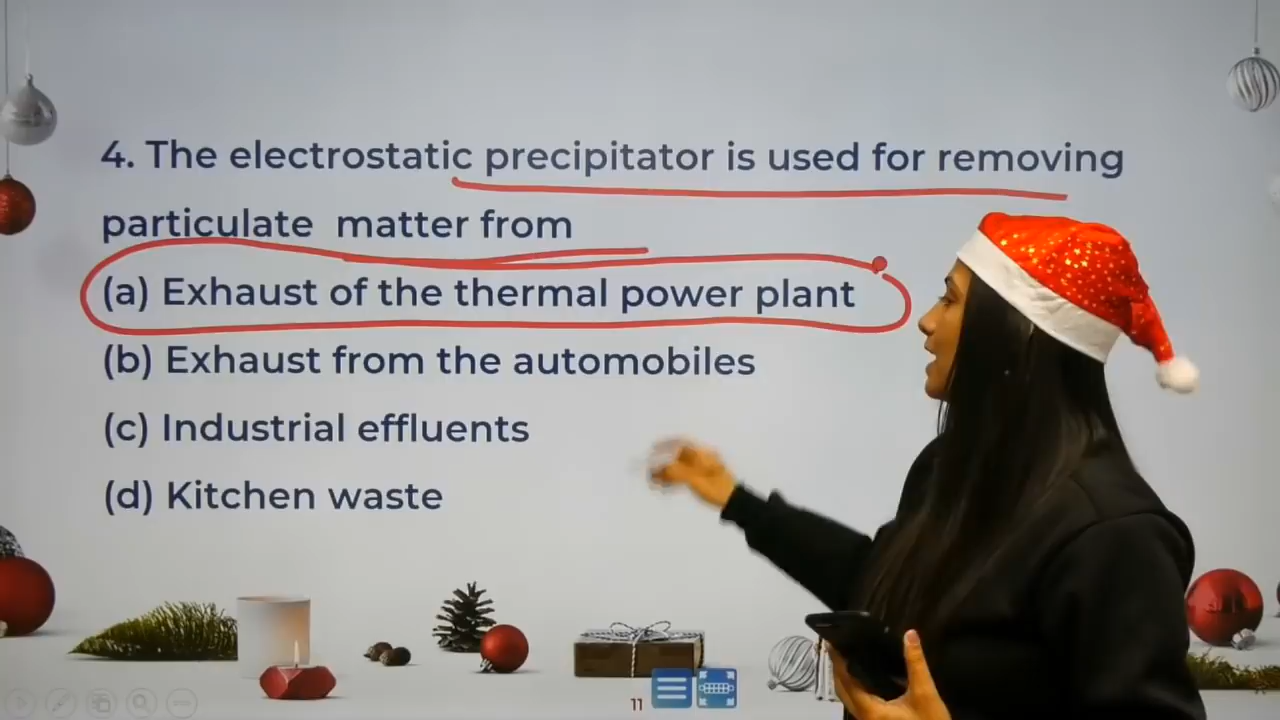 4. The electrostatic precipitator is used for removing
particulate matter from
(a) Exhaust of the thermal power plant
(b) Exhaust from the automobiles
(c) Industrial effluents
(d) Kitchen waste
11